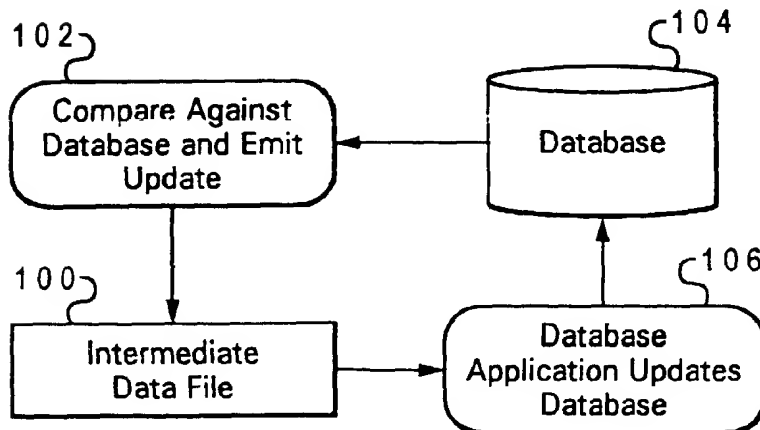 102
Compare Against
Database and Emit
Update
104
Database
100
Intermediate
Data File
106
Database
Application Updates
Database